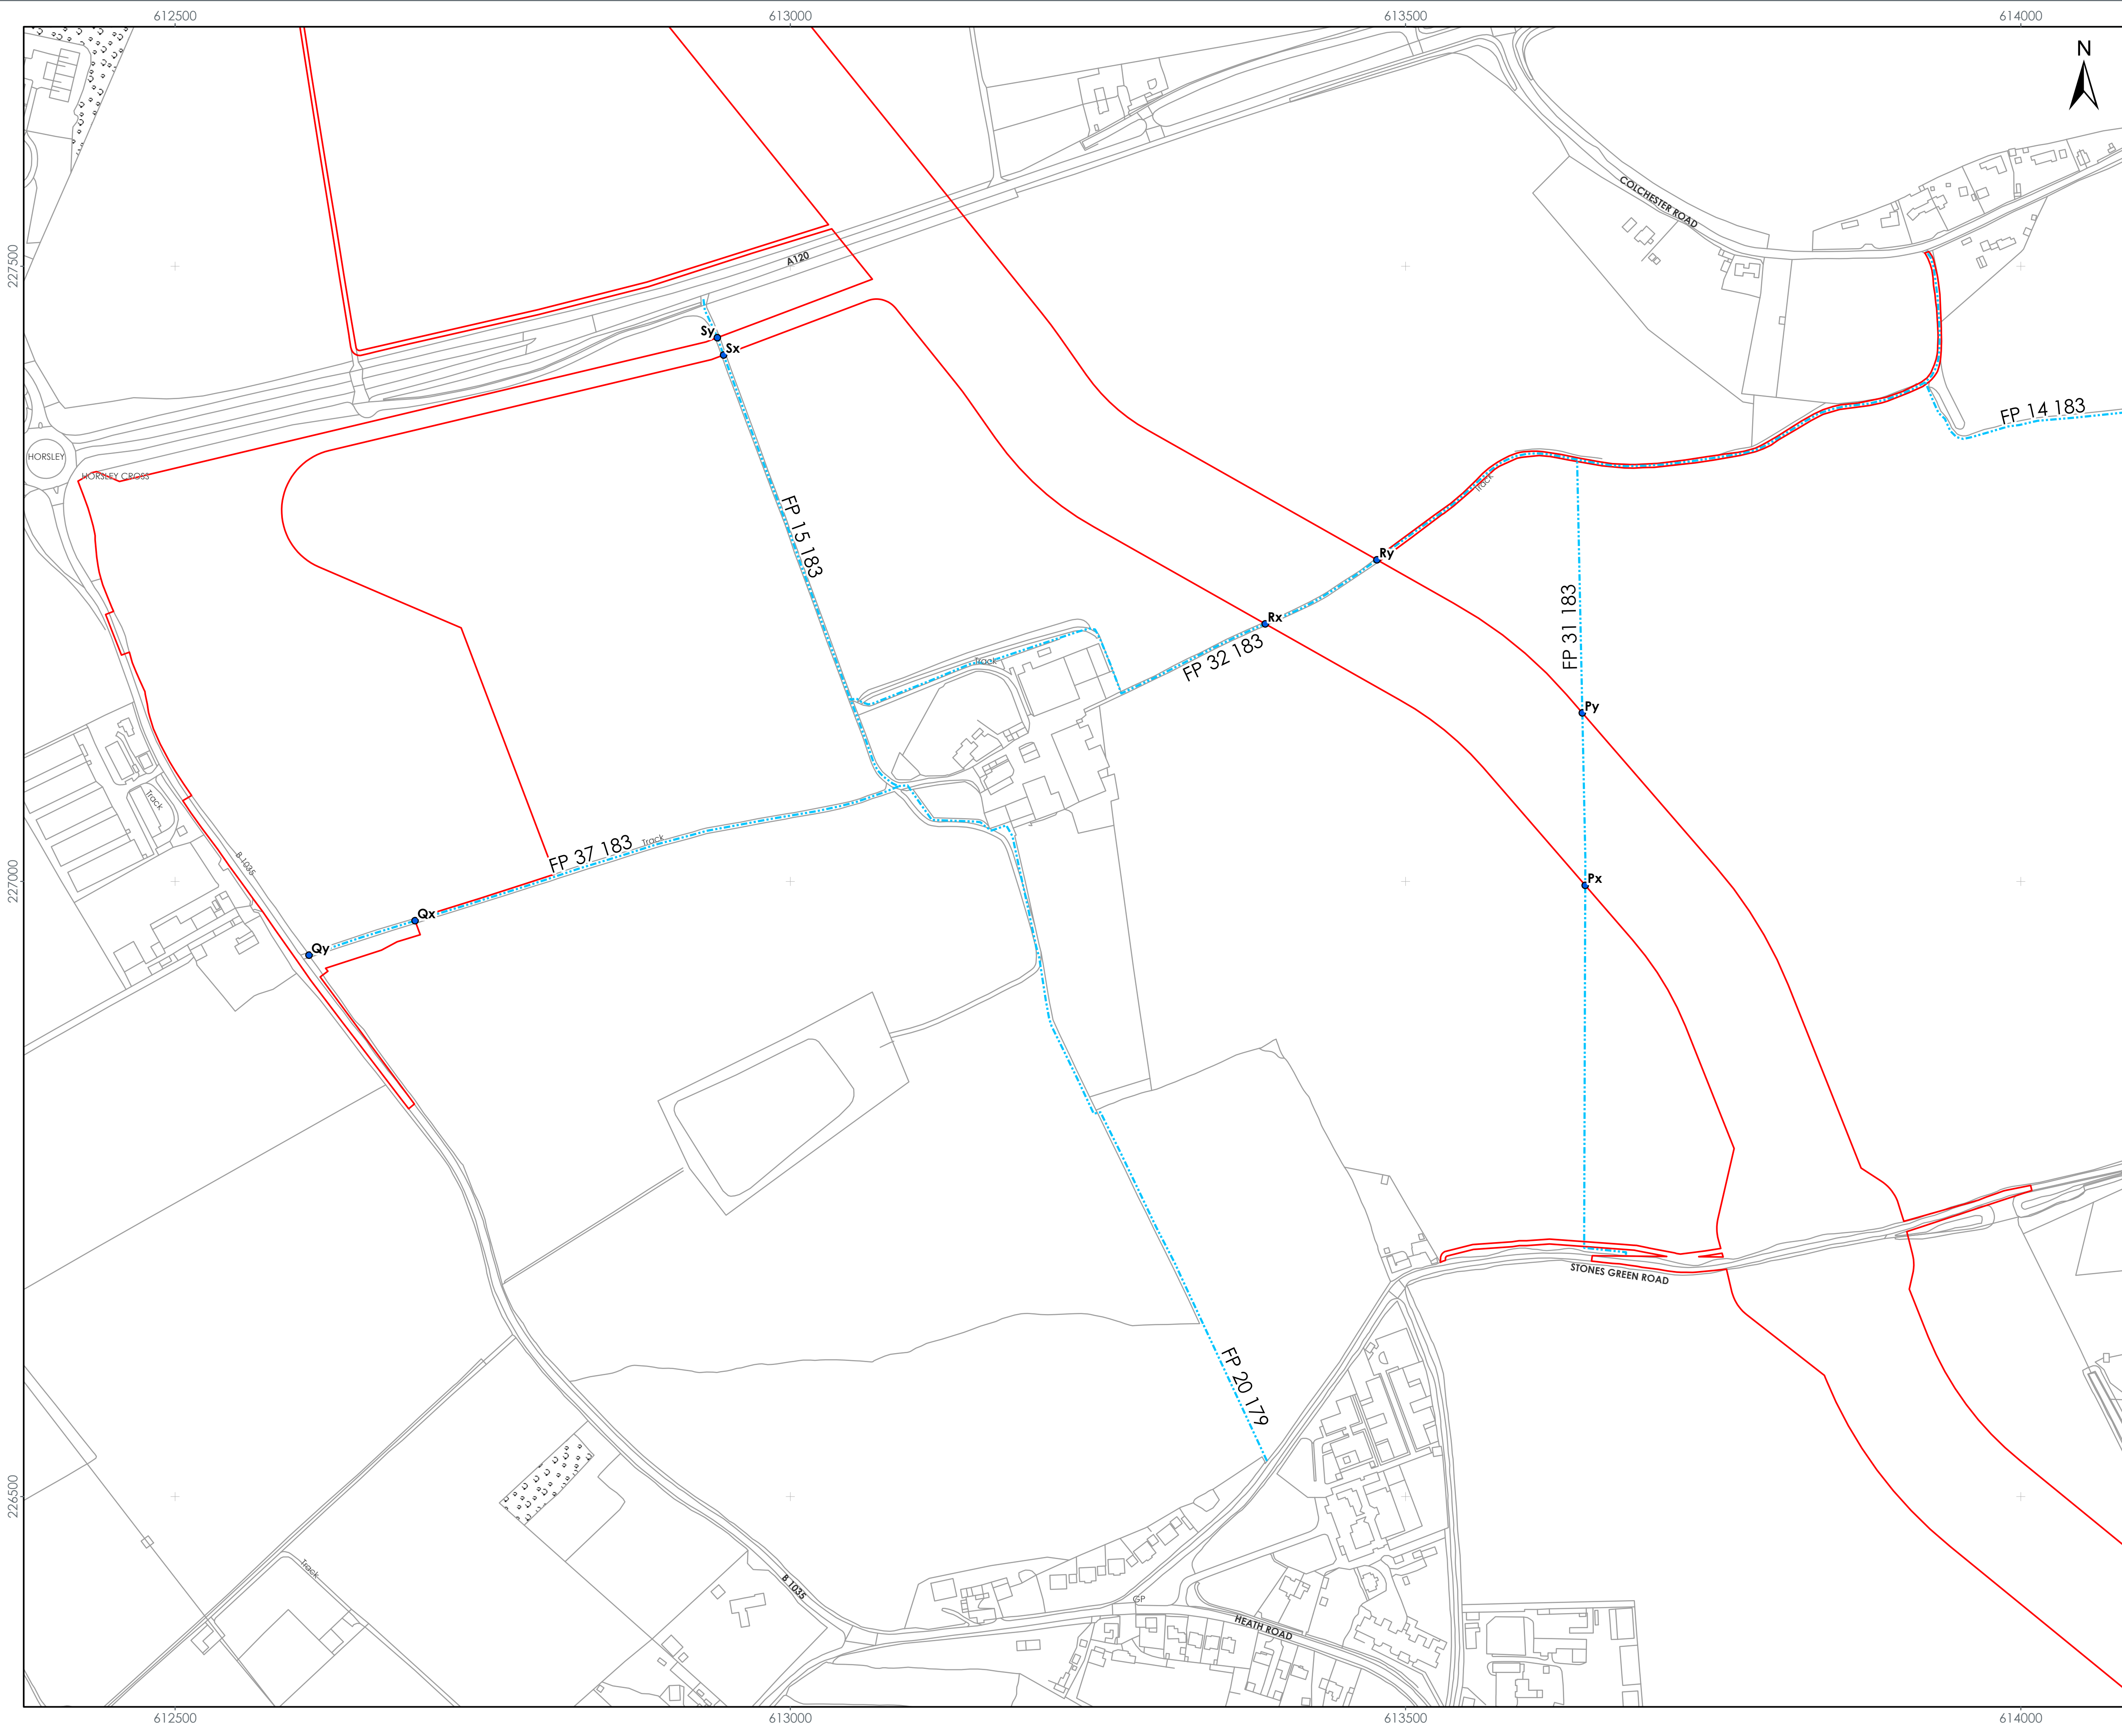 612500
613000
613500
614000
N
COLCHESTER ROAD
227500
A120
Sy
Sx
FP 14 183
HORSLEY
HORSLEY CROSS
Track
FP 15 183
Ry
Rx
FP 31 183
Track
FP 32 183
Py
Track
B 1035
FP 37 183
Track
227000
Px
Qx
Qy
STONES GREEN ROAD
FP 20 179
226500
Track
B 1035
GP
HEATH ROAD
612500
613000
613500
614000